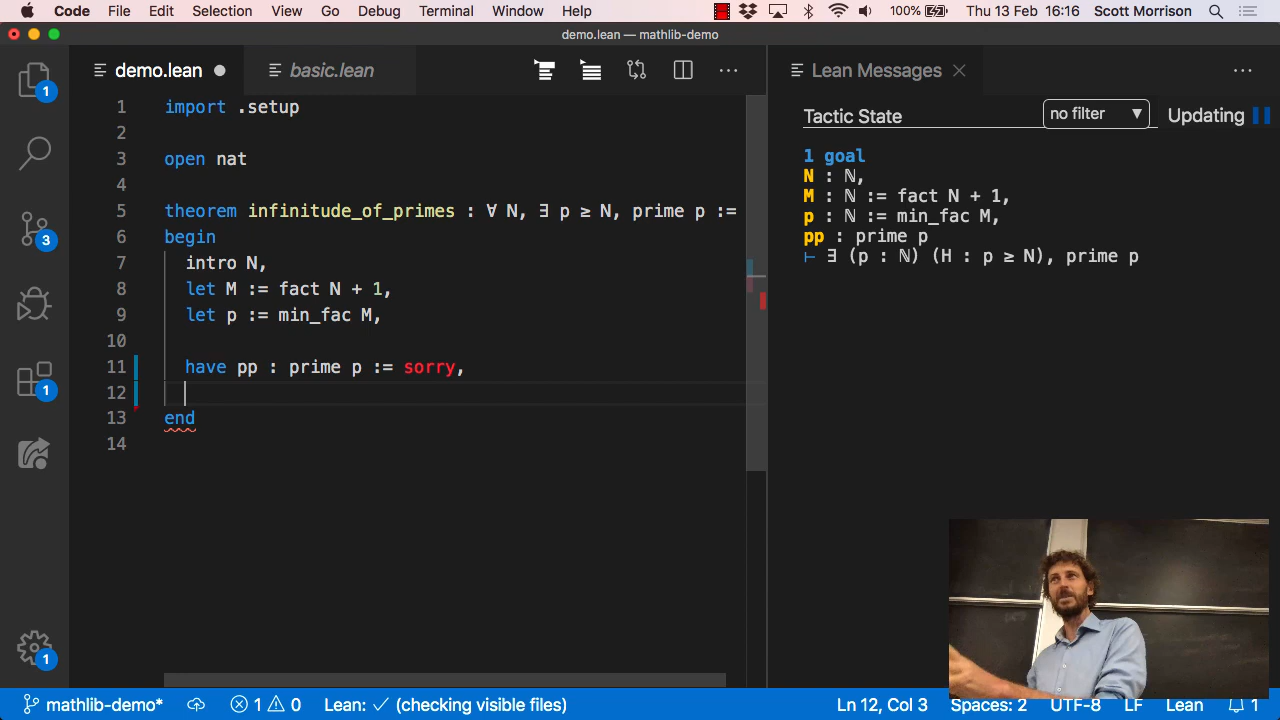 Code File Edit Selection View Go Debug Terminal Window Help 100% Thu 13 Feb 16:16 Scott Morrison
demo.lean — mathlib-demo
demo.lean basic.lean Lean Messages
1 import .setup
2
3 open nat
4
5 theorem infinitude_of_primes : ∀ N, ∃ p ≥ N, prime p :=
6 begin
7 intro N,
8 let M := fact N + 1,
9 let p := min_fac M,
10
11 have pp : prime p := sorry,
12
13 end
14
1
3
1
1
Tactic State no filter ▼ Updating
1 goal
N : ℕ,
M : ℕ := fact N + 1,
p : ℕ := min_fac M,
pp : prime p
⊢ ∃ (p : ℕ) (H : p ≥ N), prime p
mathlib-demo* 1 0 Lean: ✓ (checking visible files) Ln 12, Col 3 Spaces: 2 UTF-8 LF Lean 1